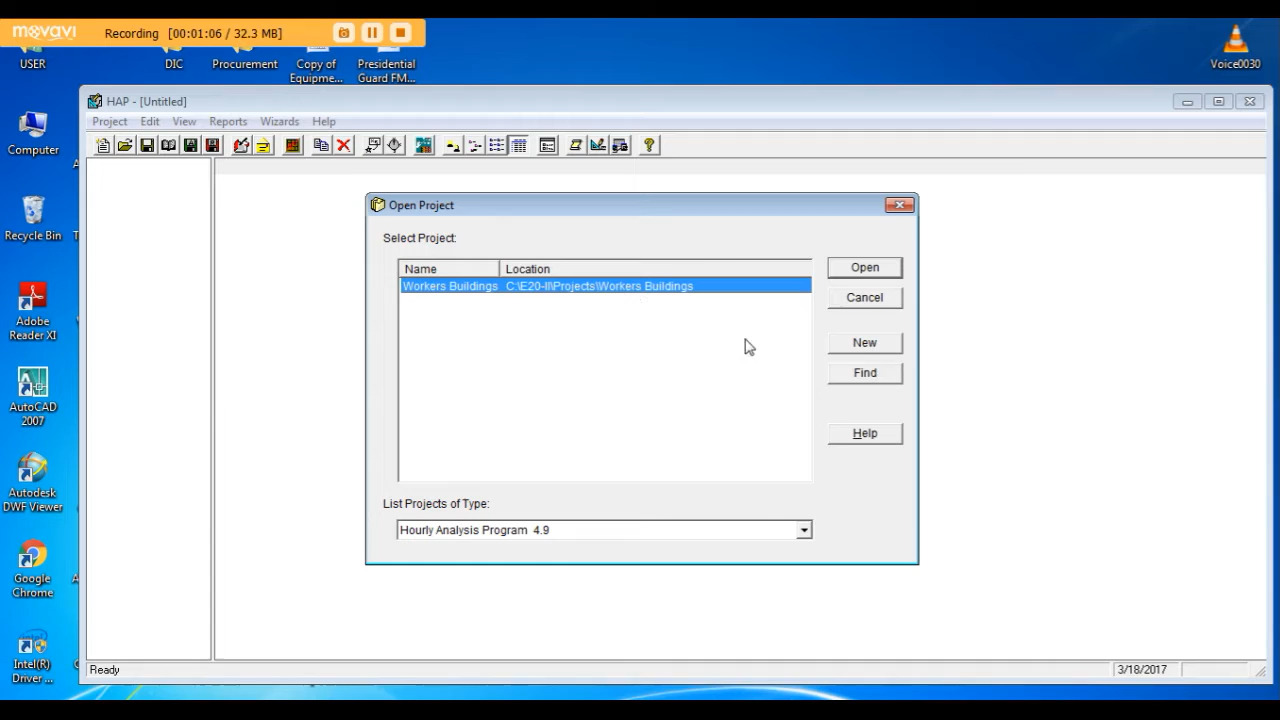 movavi Recording [00:01:06 / 32.3 MB]
USER
DIC
Procurement
Copy of Equipme...
Presidential Guard FM...
Voice0030
HAP - [Untitled]
Project Edit View Reports Wizards Help
Computer
Recycle Bin
Adobe Reader XI
AutoCAD 2007
Autodesk DWF Viewer
Google Chrome
Intel(R) Driver ...
Open Project
Select Project:
Name Location
Workers Buildings C:\E20-II\Projects\Workers Buildings
Open
Cancel
New
Find
Help
List Projects of Type:
Hourly Analysis Program 4.9
Ready 3/18/2017